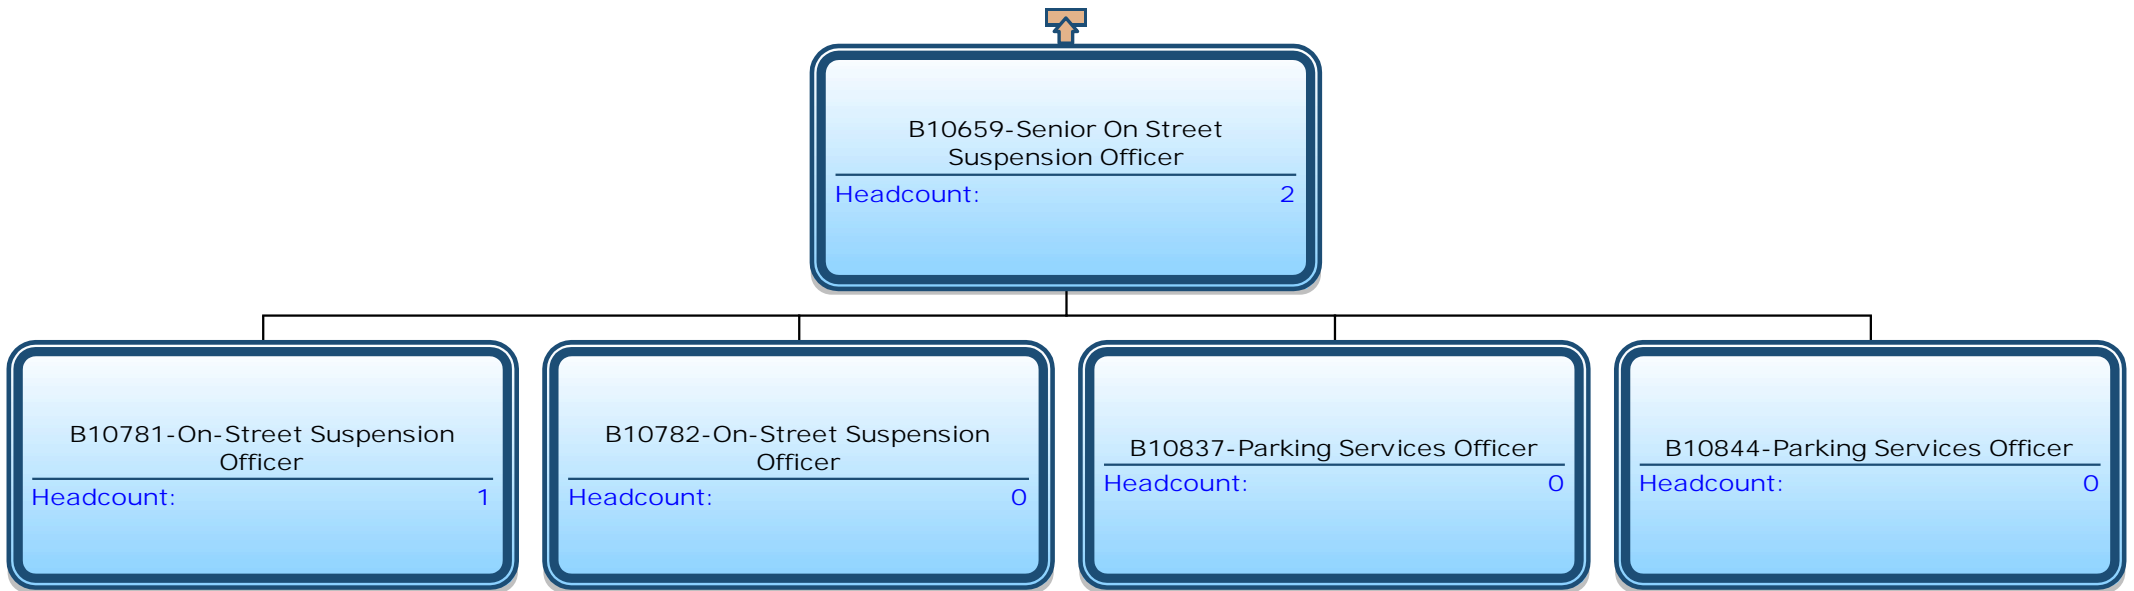 B10659-Senior On Street
Suspension Officer
Headcount: 2
B10781-On-Street Suspension
Officer
Headcount: 1
B10782-On-Street Suspension
Officer
Headcount: 0
B10837-Parking Services Officer
Headcount: 0
B10844-Parking Services Officer
Headcount: 0